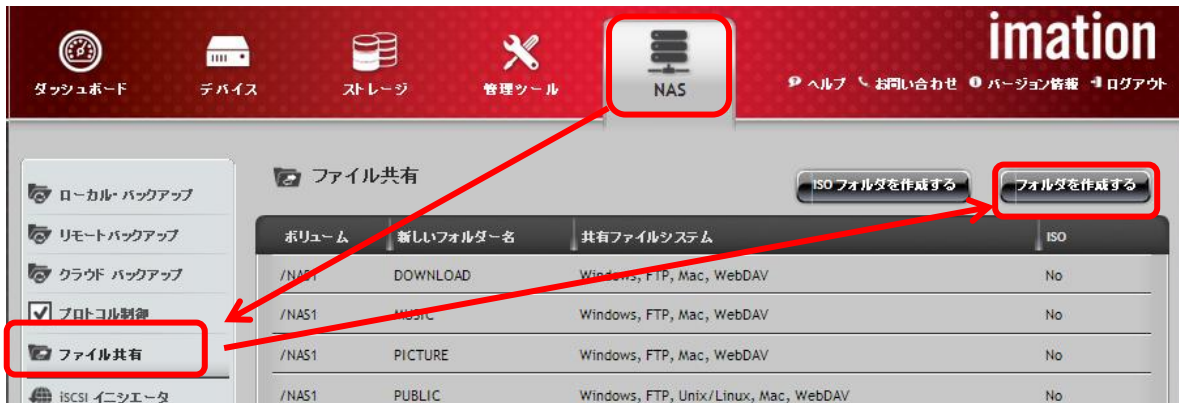 imation
ダッシュボード デバイス ストレージ 管理ツール NAS
ヘルプ お問い合わせ バージョン情報 ログアウト
ファイル共有 ISO フォルダを作成する フォルダを作成する
ローカル・バックアップ
リモートバックアップ
クラウド バックアップ
プロトコル制御
ファイル共有
iSCSI イニシエータ
ボリューム 新しいフォルダー名 共有ファイルシステム ISO
/NAS1 DOWNLOAD Windows, FTP, Mac, WebDAV No
/NAS1 MUSIC Windows, FTP, Mac, WebDAV No
/NAS1 PICTURE Windows, FTP, Mac, WebDAV No
/NAS1 PUBLIC Windows, FTP, Unix/Linux, Mac, WebDAV No